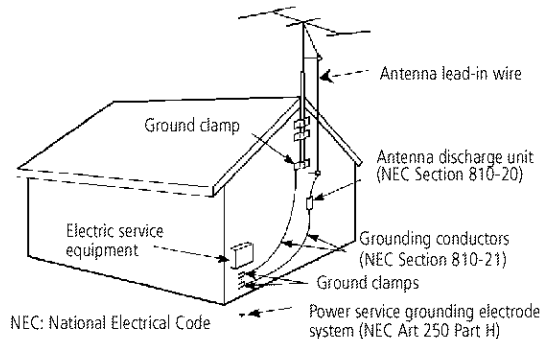 Antenna lead-in wire
Ground clamp
Antenna discharge unit
(NEC Section 810-20)
Electric service
equipment
Grounding conductors
(NEC Section 810-21)
Ground clamps
NEC: National Electrical Code
Power service grounding electrode
system (NEC Art 250 Part H)